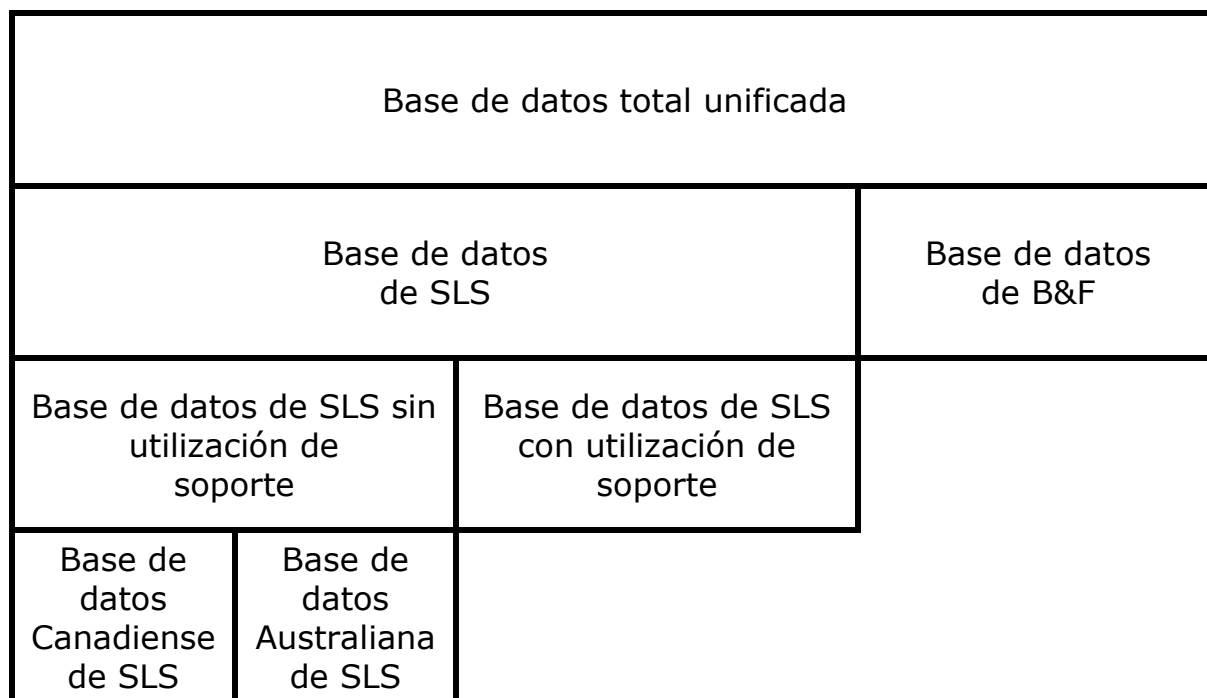 Base de datos total unificada
Base de datos
de SLS
Base de datos
de B&F
Base de datos de SLS sin
utilización de
soporte
Base de datos de SLS
con utilización de
soporte
Base de
datos
Canadiense
de SLS
Base de
datos
Australiana
de SLS